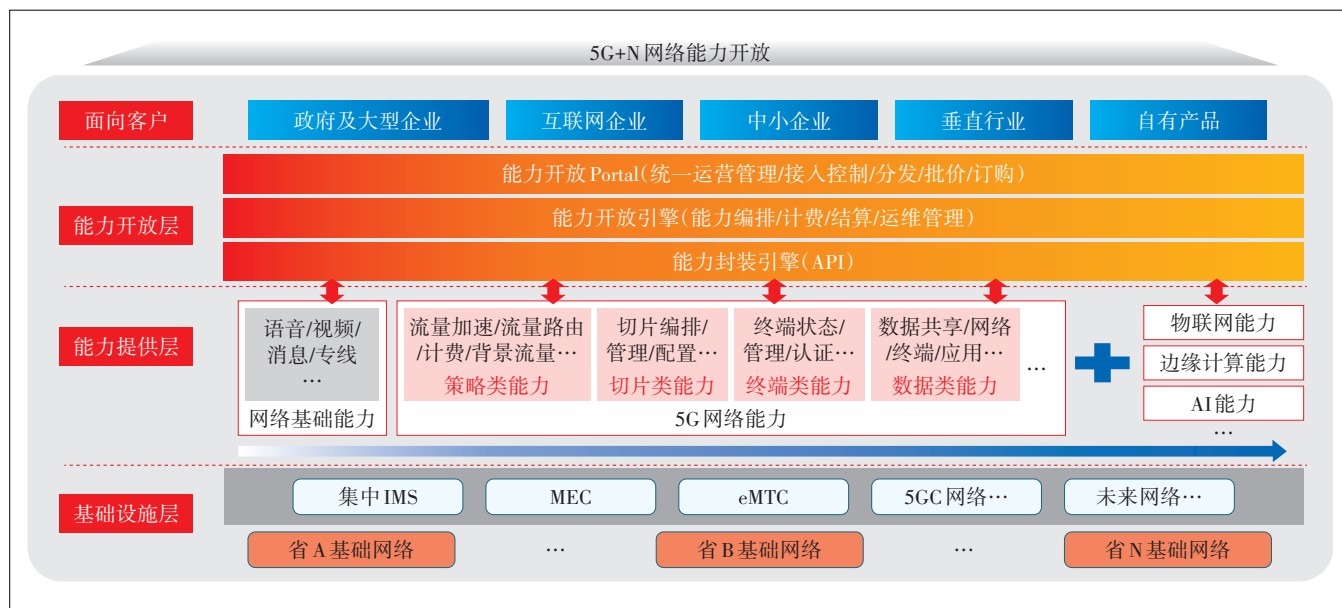 5G+N网络能力开放
面向客户
政府及大型企业
互联网企业
中小企业
垂直行业
自有产品
能力开放层
能力开放Portal(统一运营管理/接入控制/分发/批价/订购)
能力开放引擎(能力编排/计费/结算/运维管理)
能力封装引擎(API)
能力提供层
语音/视频/
消息/专线
…
网络基础能力
流量加速/流量路由
/计费/背景流量…
策略类能力
切片编排/
管理/配置…
切片类能力
终端状态/
管理/认证…
终端类能力
数据共享/网络
/终端/应用…
数据类能力
…
5G网络能力
物联网能力
边缘计算能力
AI能力
…
基础设施层
集中IMS
MEC
eMTC
5GC网络…
未来网络…
省A基础网络
…
省B基础网络
…
省N基础网络